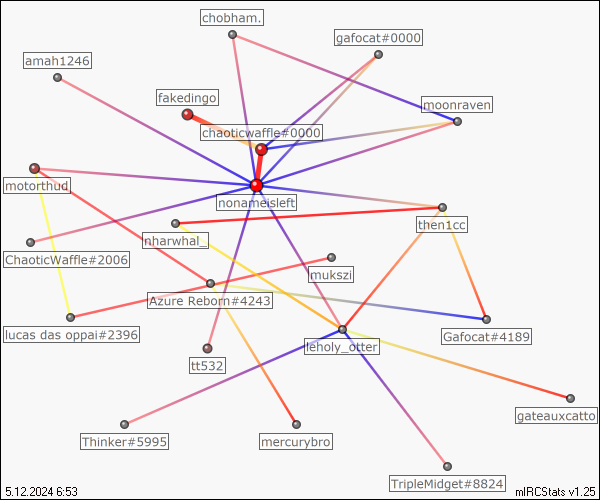 chobham.
gafocat#0000
amah1246
fakedingo
moonraven
chaoticwaffle#0000
motorthud_
nonameisleft
then1cc
nharwhal_
ChaoticWaffle#2006
mukszi
Azure Reborn#4243
lucas das oppai#2396
Gafocat#4189
leholy_otter
tt532
gateauxcatto
Thinker#5995
mercurybro
TripleMidget#8824
5.12.2024 6:53
mIRCStats v1.25